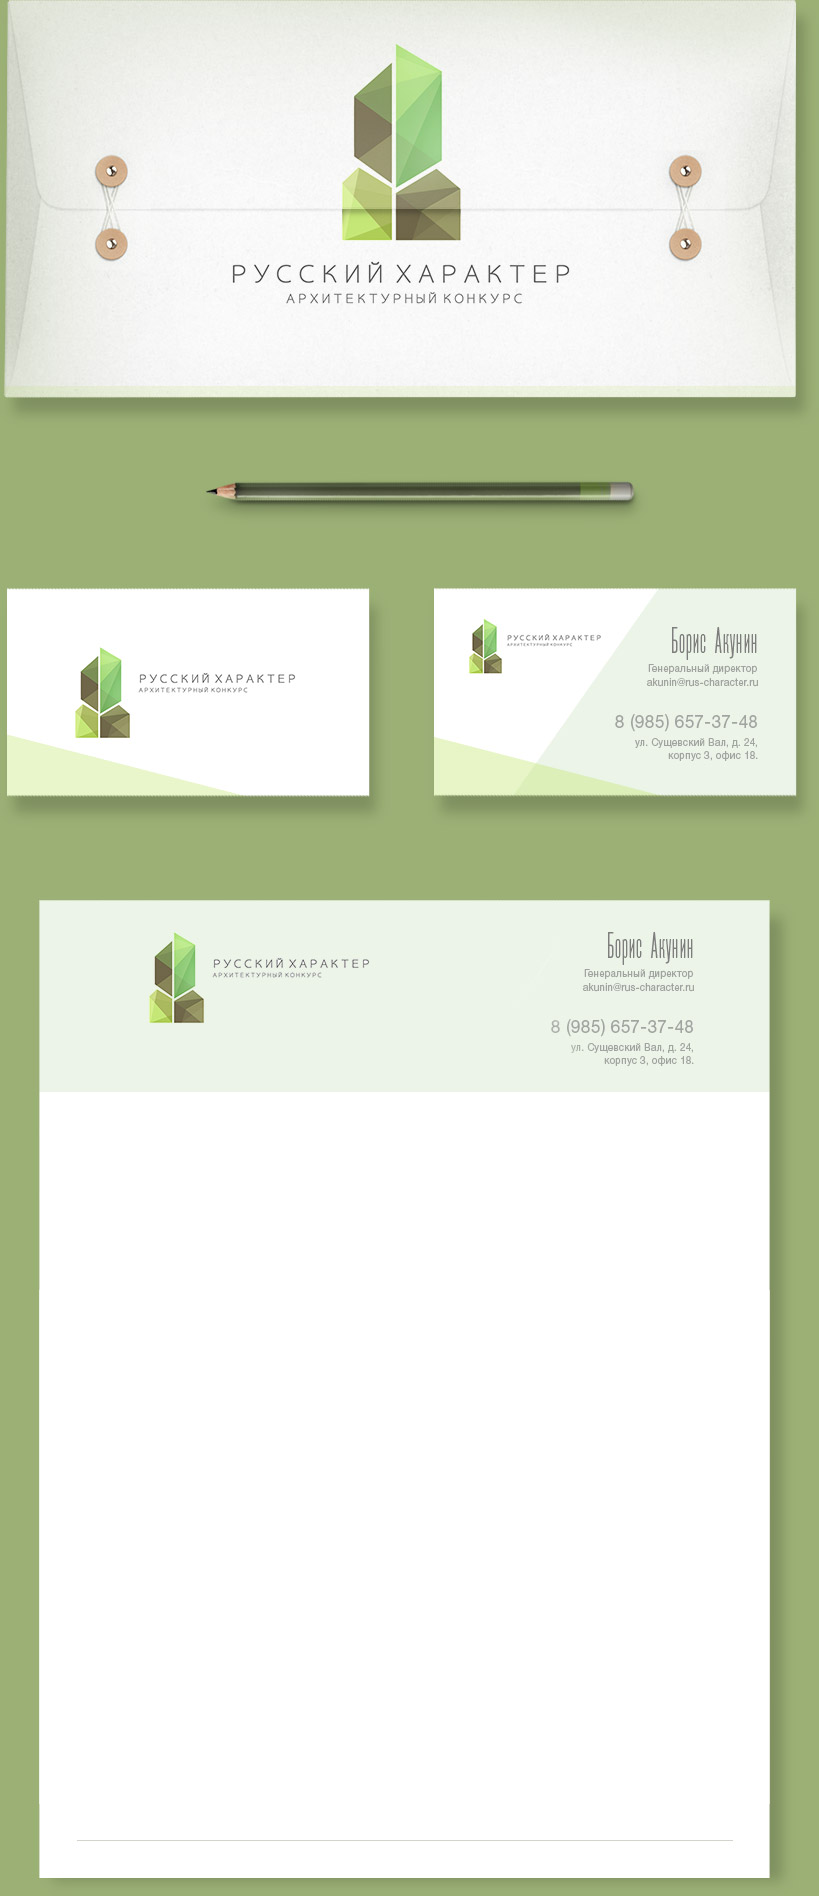 РУССКИЙ ХАРАКТЕР
АРХИТЕКТУРНЫЙ КОНКУРС
РУССКИЙ ХАРАКТЕР
АРХИТЕКТУРНЫЙ КОНКУРС
РУССКИЙ ХАРАКТЕР
АРХИТЕКТУРНЫЙ КОНКУРС
Борис Акунин
Генеральный директор
akunin@rus-character.ru
8 (985) 657-37-48
ул. Сущевский Вал, д. 24,
корпус 3, офис 18.
РУССКИЙ ХАРАКТЕР
АРХИТЕКТУРНЫЙ КОНКУРС
Борис Акунин
Генеральный директор
akunin@rus-character.ru
8 (985) 657-37-48
ул. Сущевский Вал, д. 24,
корпус 3, офис 18.